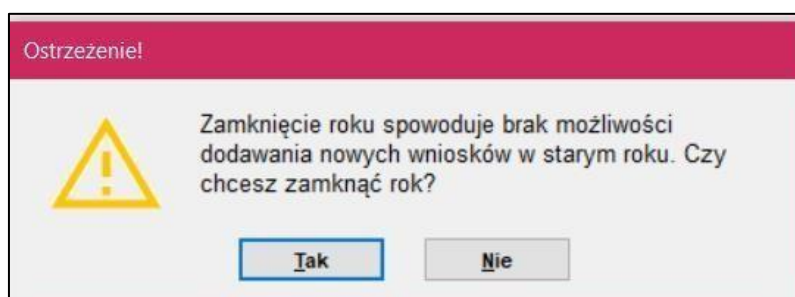 Ostrzeżenie!
Zamknięcie roku spowoduje brak możliwości
dodawania nowych wniosków w starym roku. Czy
chcesz zamknąć rok?
Tak
Nie